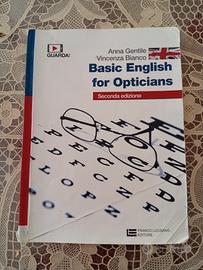 GUARDA!
Anna Gentile
Vincenza Bianco
Basic English
for Opticians
Seconda edizione
FRANCO LUCISANO
EDITORE